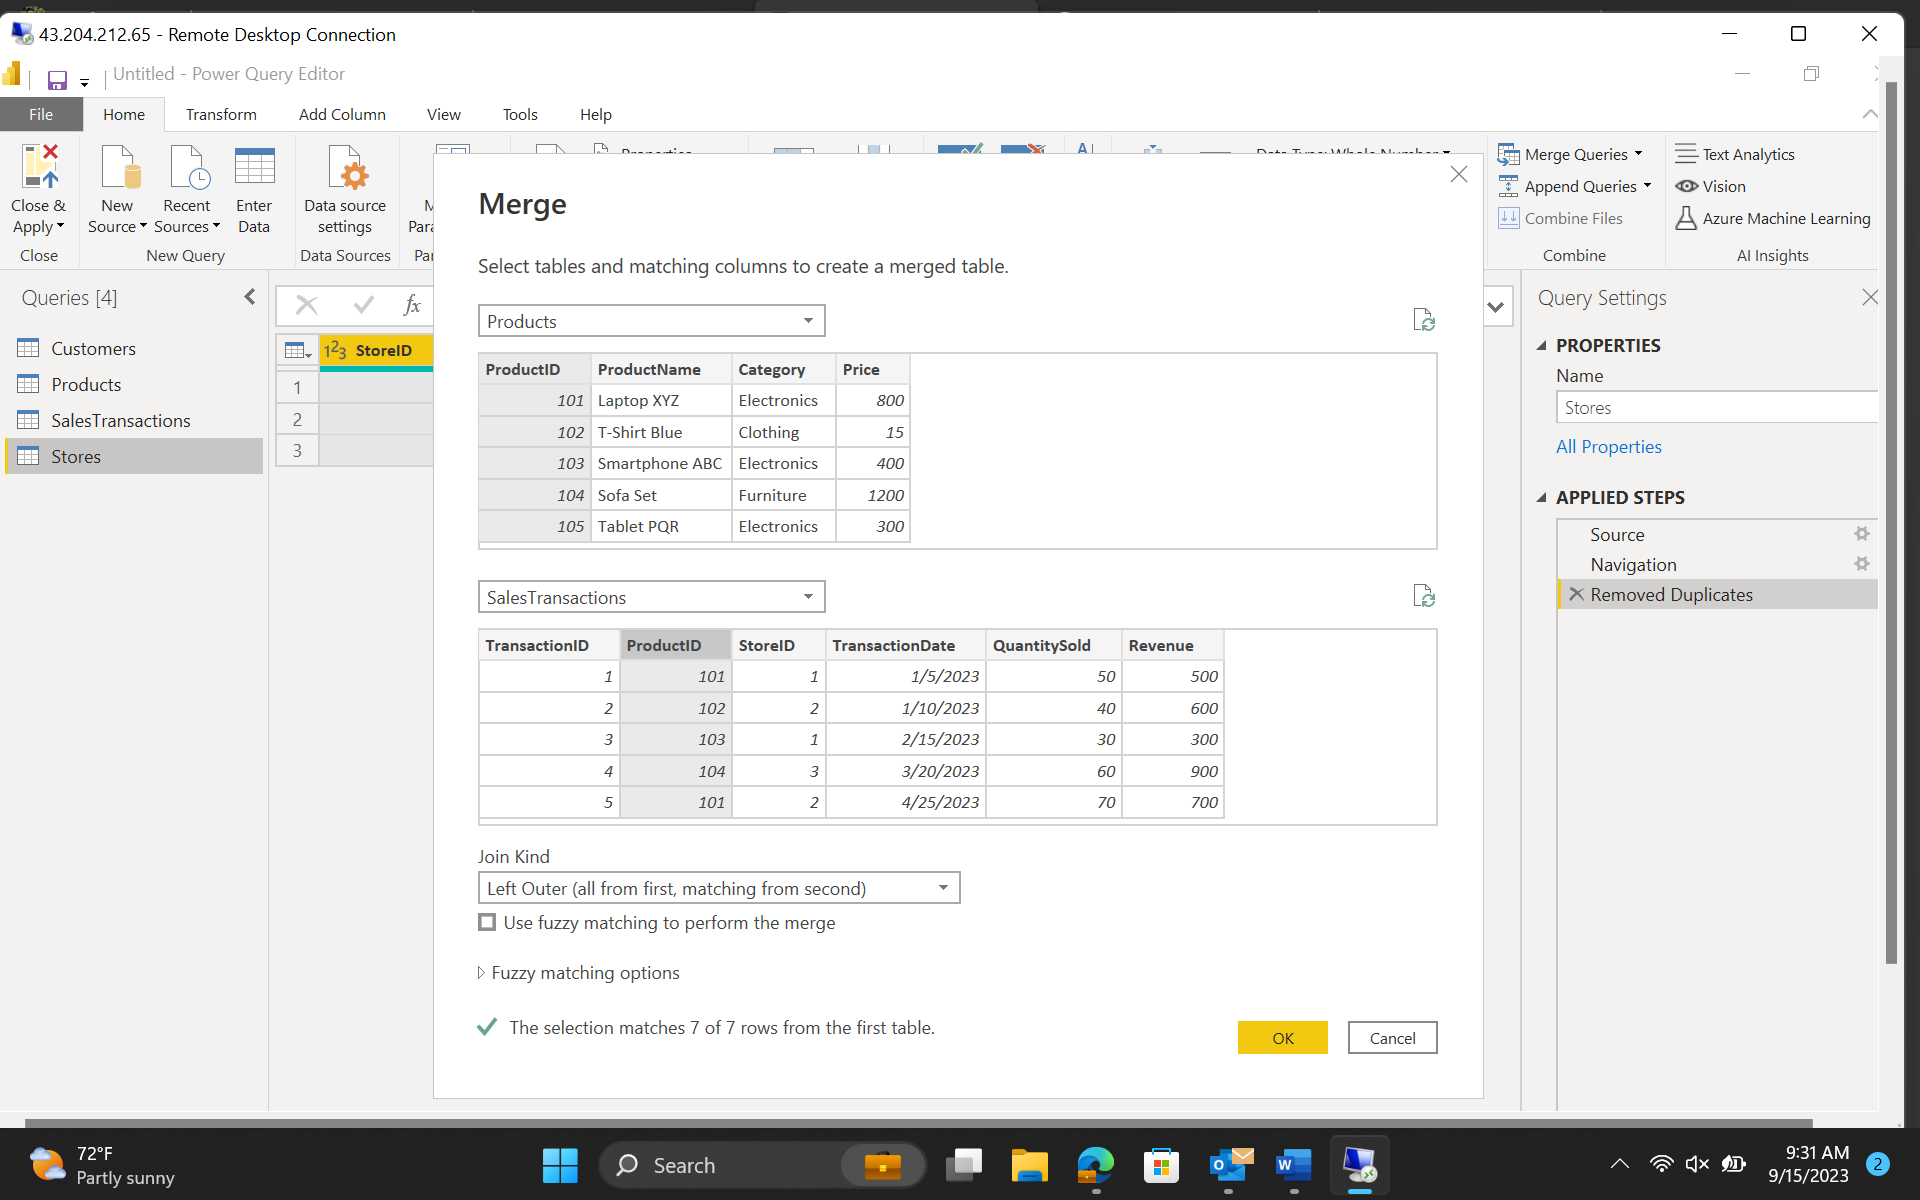 43.204.212.65 - Remote Desktop Connection
Untitled - Power Query Editor
File Home Transform Add Column View Tools Help
Close & Apply
Close
New Source
Recent Sources
Enter Data
New Query
Data source settings
Data Sources
Merge Queries
Append Queries
Combine Files
Combine
Text Analytics
Vision
Azure Machine Learning
AI Insights
Queries [4]
Customers
Products
SalesTransactions
Stores
fx
1 2 3 StoreID
1
2
3
Merge
Select tables and matching columns to create a merged table.
Products
ProductID ProductName Category Price
101 Laptop XYZ Electronics 800
102 T-Shirt Blue Clothing 15
103 Smartphone ABC Electronics 400
104 Sofa Set Furniture 1200
105 Tablet PQR Electronics 300
SalesTransactions
TransactionID ProductID StoreID TransactionDate QuantitySold Revenue
1 101 1 1/5/2023 50 500
2 102 2 1/10/2023 40 600
3 103 1 2/15/2023 30 300
4 104 3 3/20/2023 60 900
5 101 2 4/25/2023 70 700
Join Kind
Left Outer (all from first, matching from second)
Use fuzzy matching to perform the merge
Fuzzy matching options
The selection matches 7 of 7 rows from the first table.
OK Cancel
Query Settings
PROPERTIES
Name
Stores
All Properties
APPLIED STEPS
Source
Navigation
Removed Duplicates
72°F
Partly sunny
Search
9:31 AM
9/15/2023
2